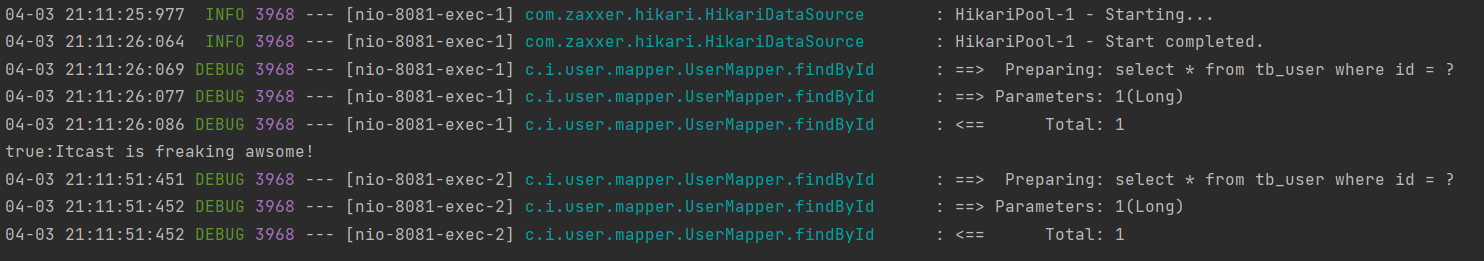 04-03 21:11:25:977  INFO 3968 --- [nio-8081-exec-1] com.zaxxer.hikari.HikariDataSource       : HikariPool-1 - Starting...
04-03 21:11:26:064  INFO 3968 --- [nio-8081-exec-1] com.zaxxer.hikari.HikariDataSource       : HikariPool-1 - Start completed.
04-03 21:11:26:069 DEBUG 3968 --- [nio-8081-exec-1] c.i.user.mapper.UserMapper.findById      : ==>  Preparing: select * from tb_user where id = ?
04-03 21:11:26:077 DEBUG 3968 --- [nio-8081-exec-1] c.i.user.mapper.UserMapper.findById      : ==> Parameters: 1(Long)
04-03 21:11:26:086 DEBUG 3968 --- [nio-8081-exec-1] c.i.user.mapper.UserMapper.findById      : <==      Total: 1
true:Itcast is freaking awsome!
04-03 21:11:51:451 DEBUG 3968 --- [nio-8081-exec-2] c.i.user.mapper.UserMapper.findById      : ==>  Preparing: select * from tb_user where id = ?
04-03 21:11:51:452 DEBUG 3968 --- [nio-8081-exec-2] c.i.user.mapper.UserMapper.findById      : ==> Parameters: 1(Long)
04-03 21:11:51:452 DEBUG 3968 --- [nio-8081-exec-2] c.i.user.mapper.UserMapper.findById      : <==      Total: 1